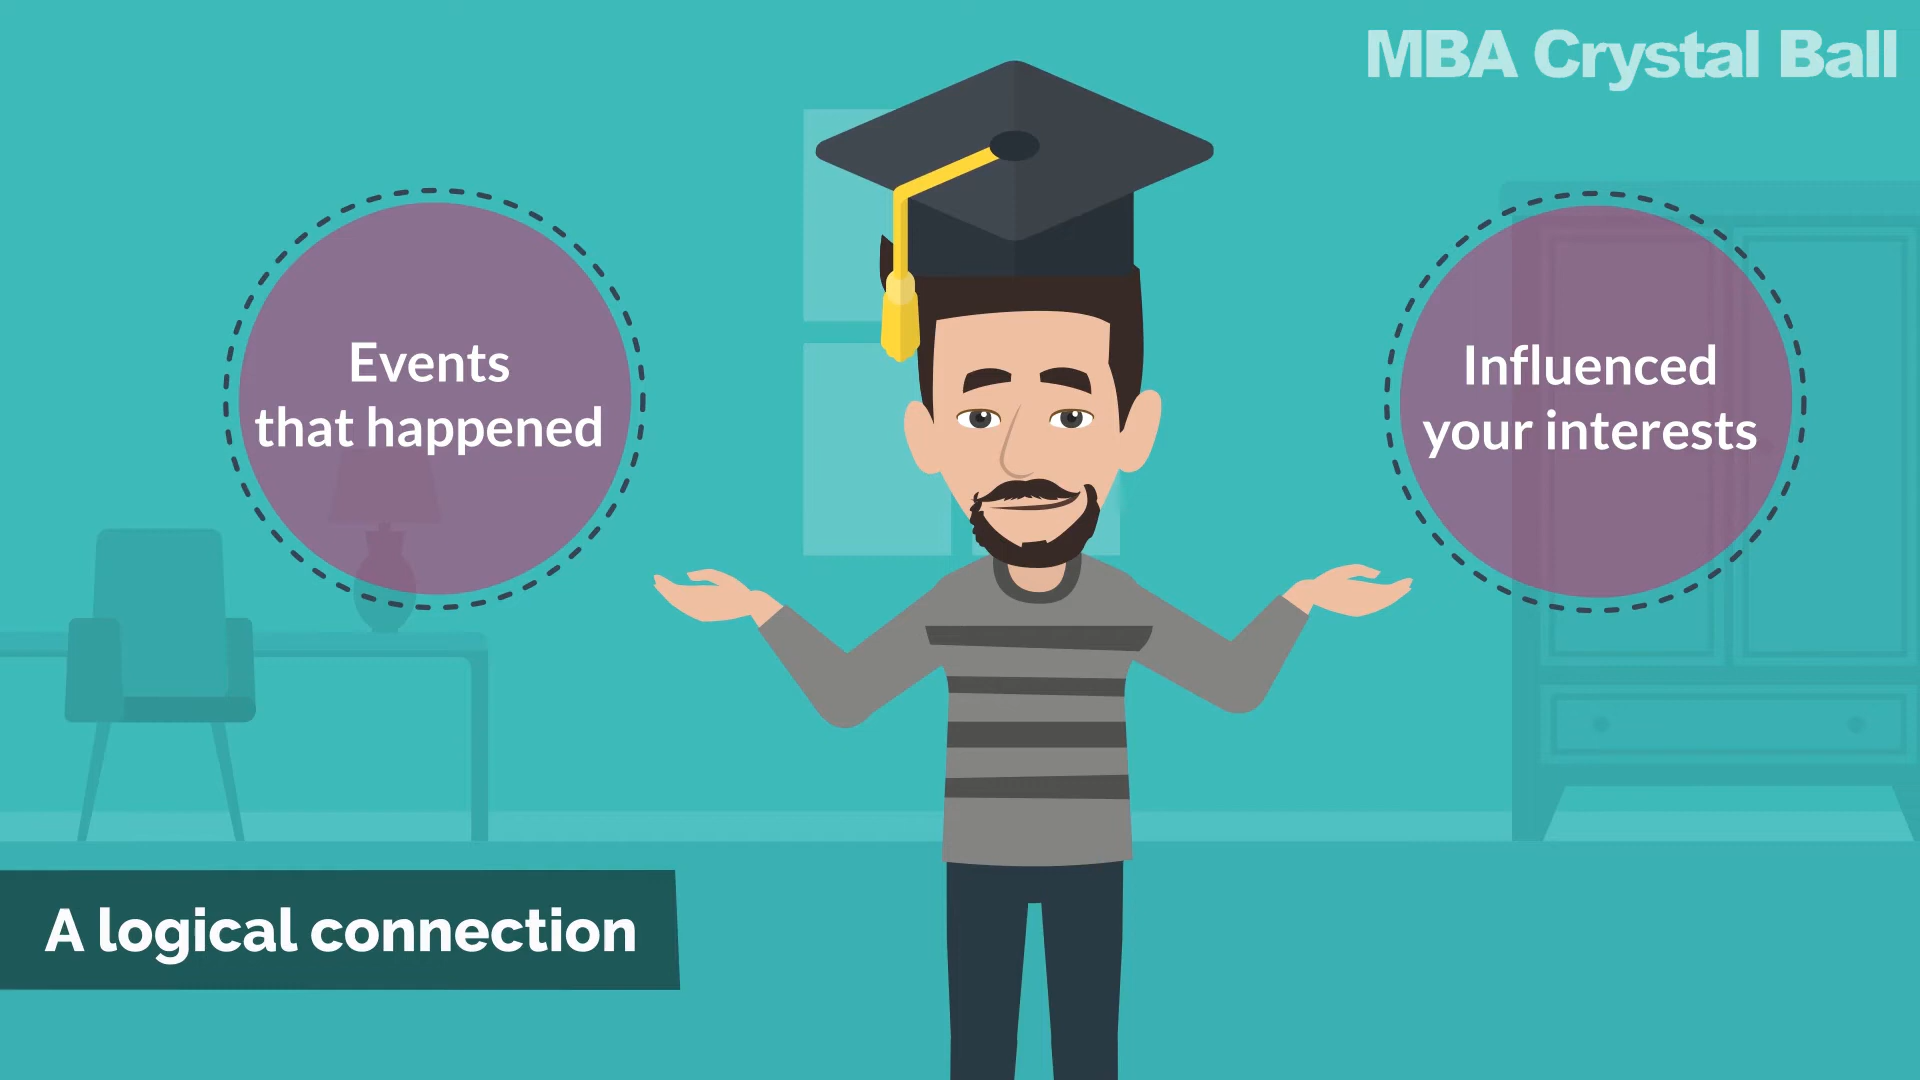 MBA Crystal Ball
Events
that happened
Influenced
your interests
A logical connection